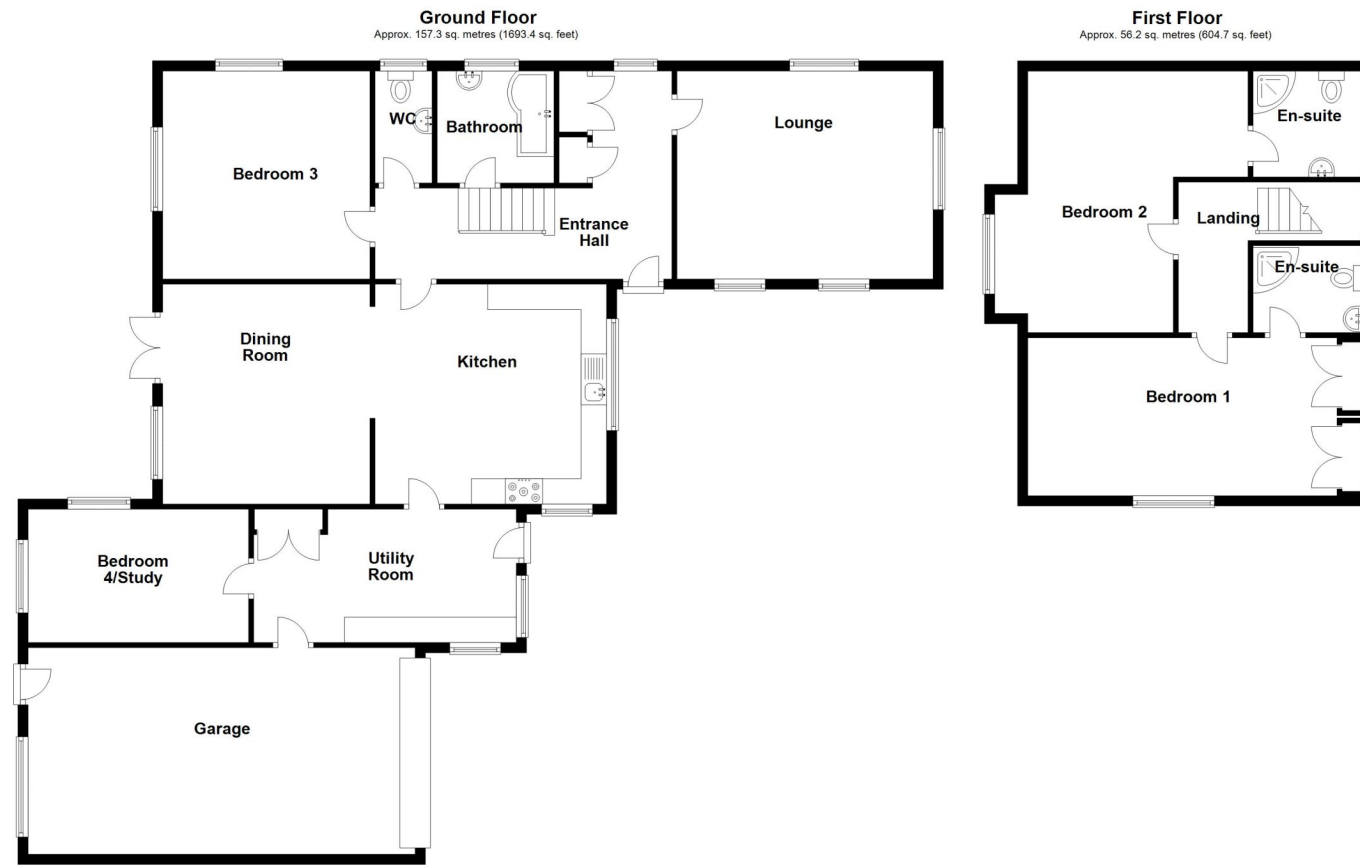 Ground Floor
Approx. 157.3 sq. metres (1693.4 sq. feet)
Bedroom 3
WC
Bathroom
Lounge
Entrance
Hall
Dining
Room
Kitchen
Bedroom
4/Study
Utility
Room
Garage
First Floor
Approx. 56.2 sq. metres (604.7 sq. feet)
En-suite
Bedroom 2
Landing
En-suite
Bedroom 1